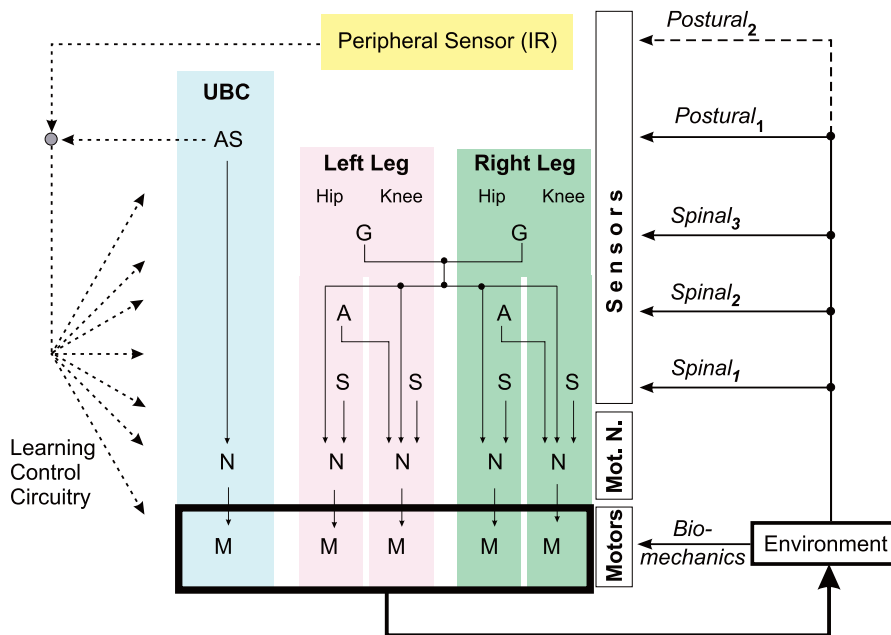 Peripheral Sensor (IR)
Postural2
UBC
AS
Postural1
Left Leg
Right Leg
Hip Knee
Hip Knee
G
G
Spinal3
Sensors
A
A
Spinal2
S
S
S
S
Spinal1
Learning
Control
Circuitry
N
N
N
N
N
Mot. N.
M
M
M
M
M
Motors
Bio-
mechanics
Environment